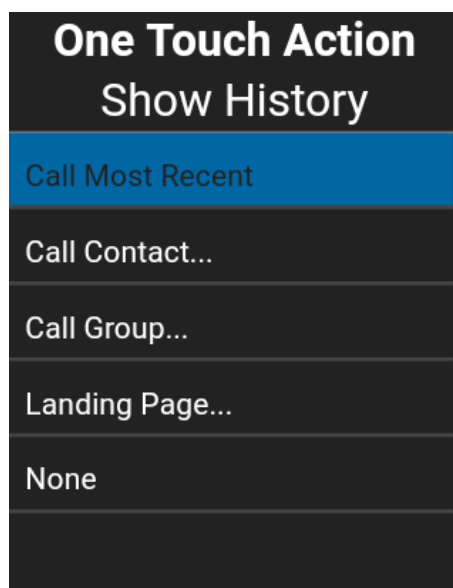 One Touch Action
Show History
Call Most Recent
Call Contact...
Call Group...
Landing Page...
None